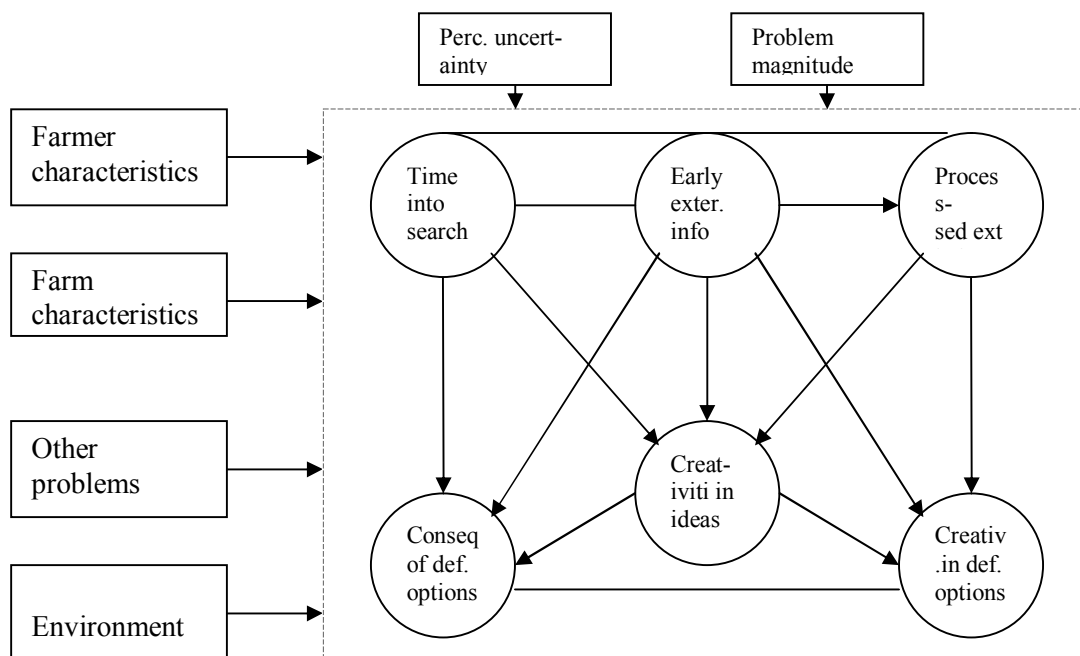 Perc. uncert-
ainty
Problem
magnitude
Farmer
characteristics
Farm
characteristics
Other
problems
Environment
Time
into
search
Early
exter.
info
Proces
s-
sed ext
Creat-
iviti in
ideas
Conseq
of def.
options
Creativ
.in def.
options